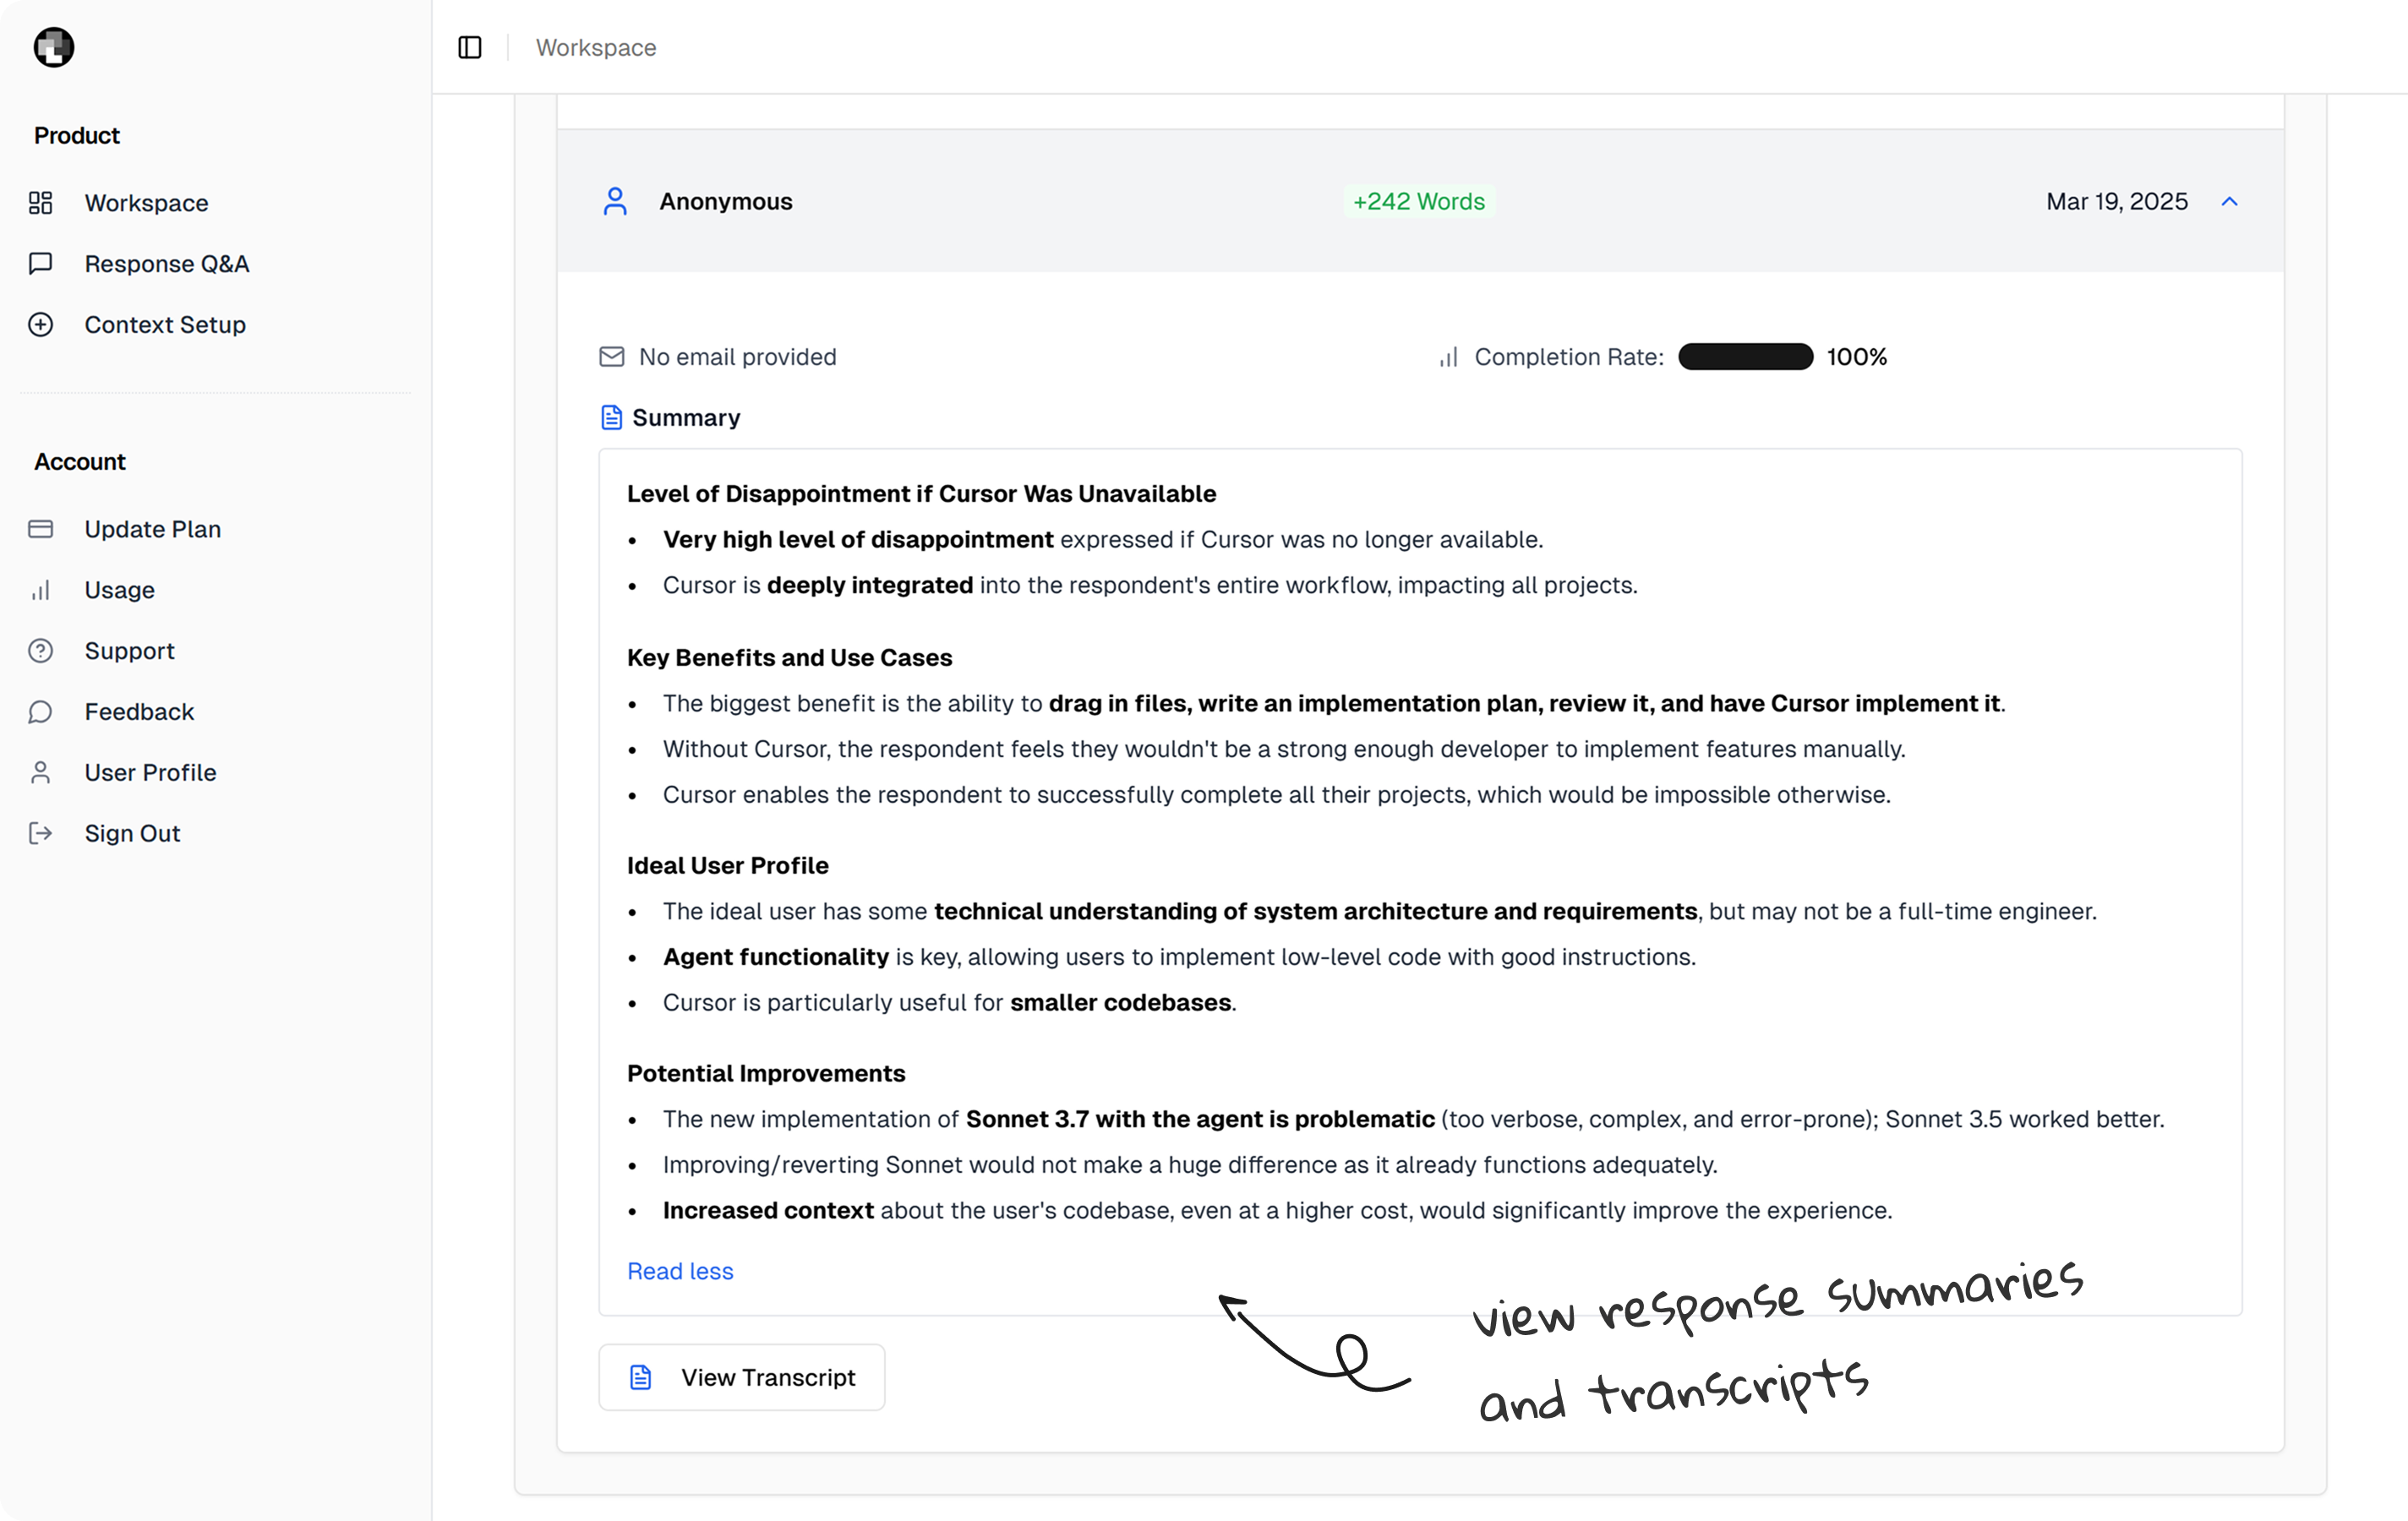 Workspace
Product
Workspace
Response Q&A
Context Setup
Account
Update Plan
Usage
Support
Feedback
User Profile
Sign Out
Anonymous
+242 Words
Mar 19, 2025
No email provided
Completion Rate: 100%
Summary
Level of Disappointment if Cursor Was Unavailable
• Very high level of disappointment expressed if Cursor was no longer available.
• Cursor is deeply integrated into the respondent's entire workflow, impacting all projects.
Key Benefits and Use Cases
• The biggest benefit is the ability to drag in files, write an implementation plan, review it, and have Cursor implement it.
• Without Cursor, the respondent feels they wouldn't be a strong enough developer to implement features manually.
• Cursor enables the respondent to successfully complete all their projects, which would be impossible otherwise.
Ideal User Profile
• The ideal user has some technical understanding of system architecture and requirements, but may not be a full-time engineer.
• Agent functionality is key, allowing users to implement low-level code with good instructions.
• Cursor is particularly useful for smaller codebases.
Potential Improvements
• The new implementation of Sonnet 3.7 with the agent is problematic (too verbose, complex, and error-prone); Sonnet 3.5 worked better.
• Improving/reverting Sonnet would not make a huge difference as it already functions adequately.
• Increased context about the user's codebase, even at a higher cost, would significantly improve the experience.
Read less
View Transcript
view response summaries
and transcripts